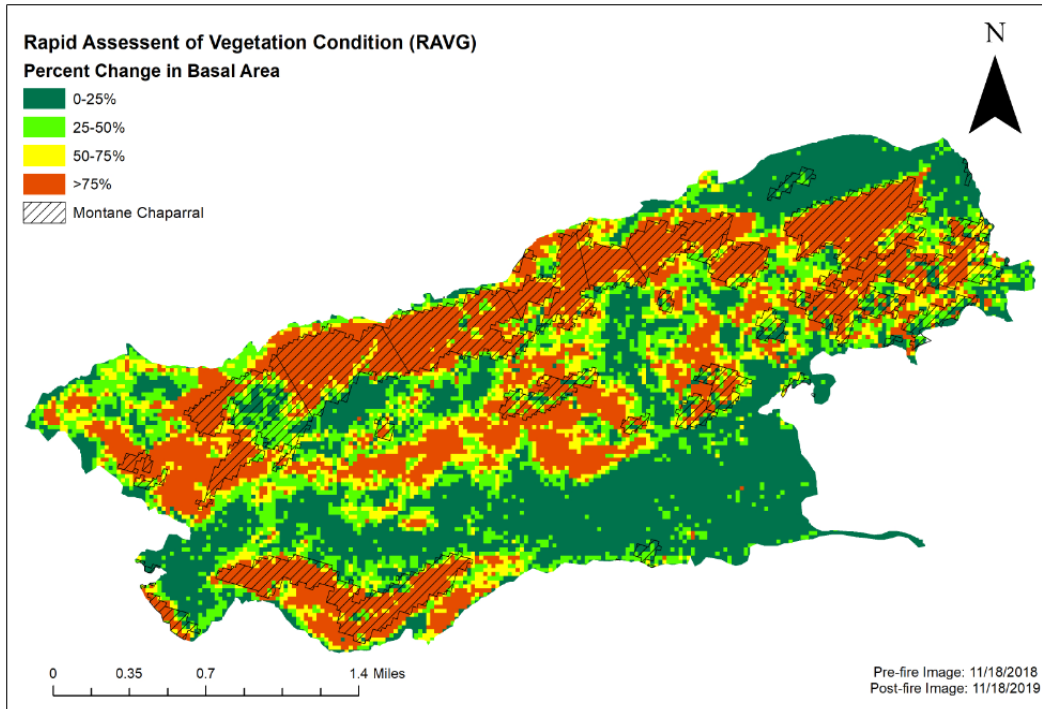 Rapid Assessent of Vegetation Condition (RAVG)
Percent Change in Basal Area
0-25%
25-50%
50-75%
>75%
Montane Chaparral
N
0 0.35 0.7 1.4 Miles
Pre-fire Image: 11/18/2018
Post-fire Image: 11/18/2019